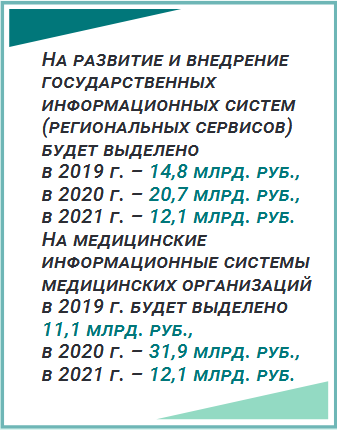 На развитие и внедрение
государственных
информационных систем
(региональных сервисов)
будет выделено
в 2019 г. – 14,8 млрд. руб.,
в 2020 г. – 20,7 млрд. руб.,
в 2021 г. – 12,1 млрд. руб.
На медицинские
информационные системы
медицинских организаций
в 2019 г. будет выделено
11,1 млрд. руб.,
в 2020 г. – 31,9 млрд. руб.,
в 2021 г. – 12,1 млрд. руб.